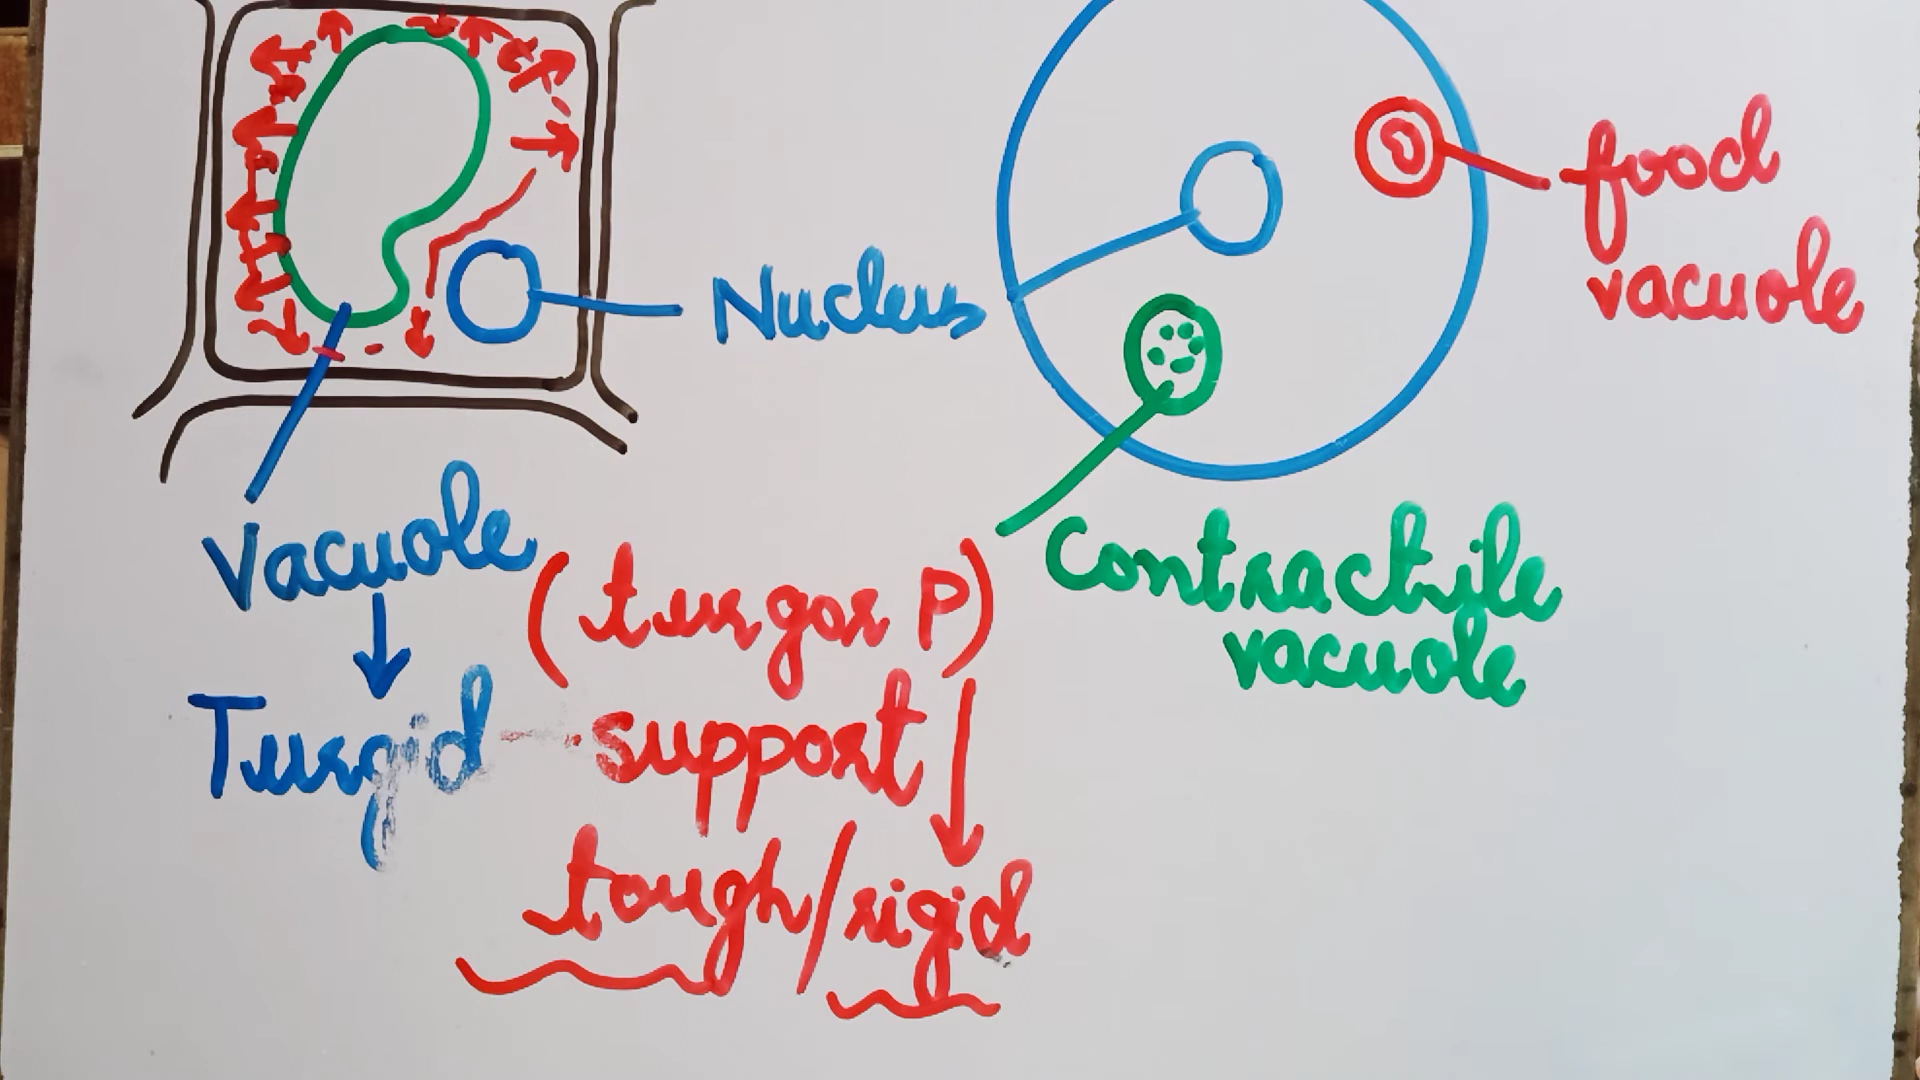 food
vacuole
Nucleus
Vacuole
(turgor P)
Contractile
vacuole
Turgid
support
tough/rigid